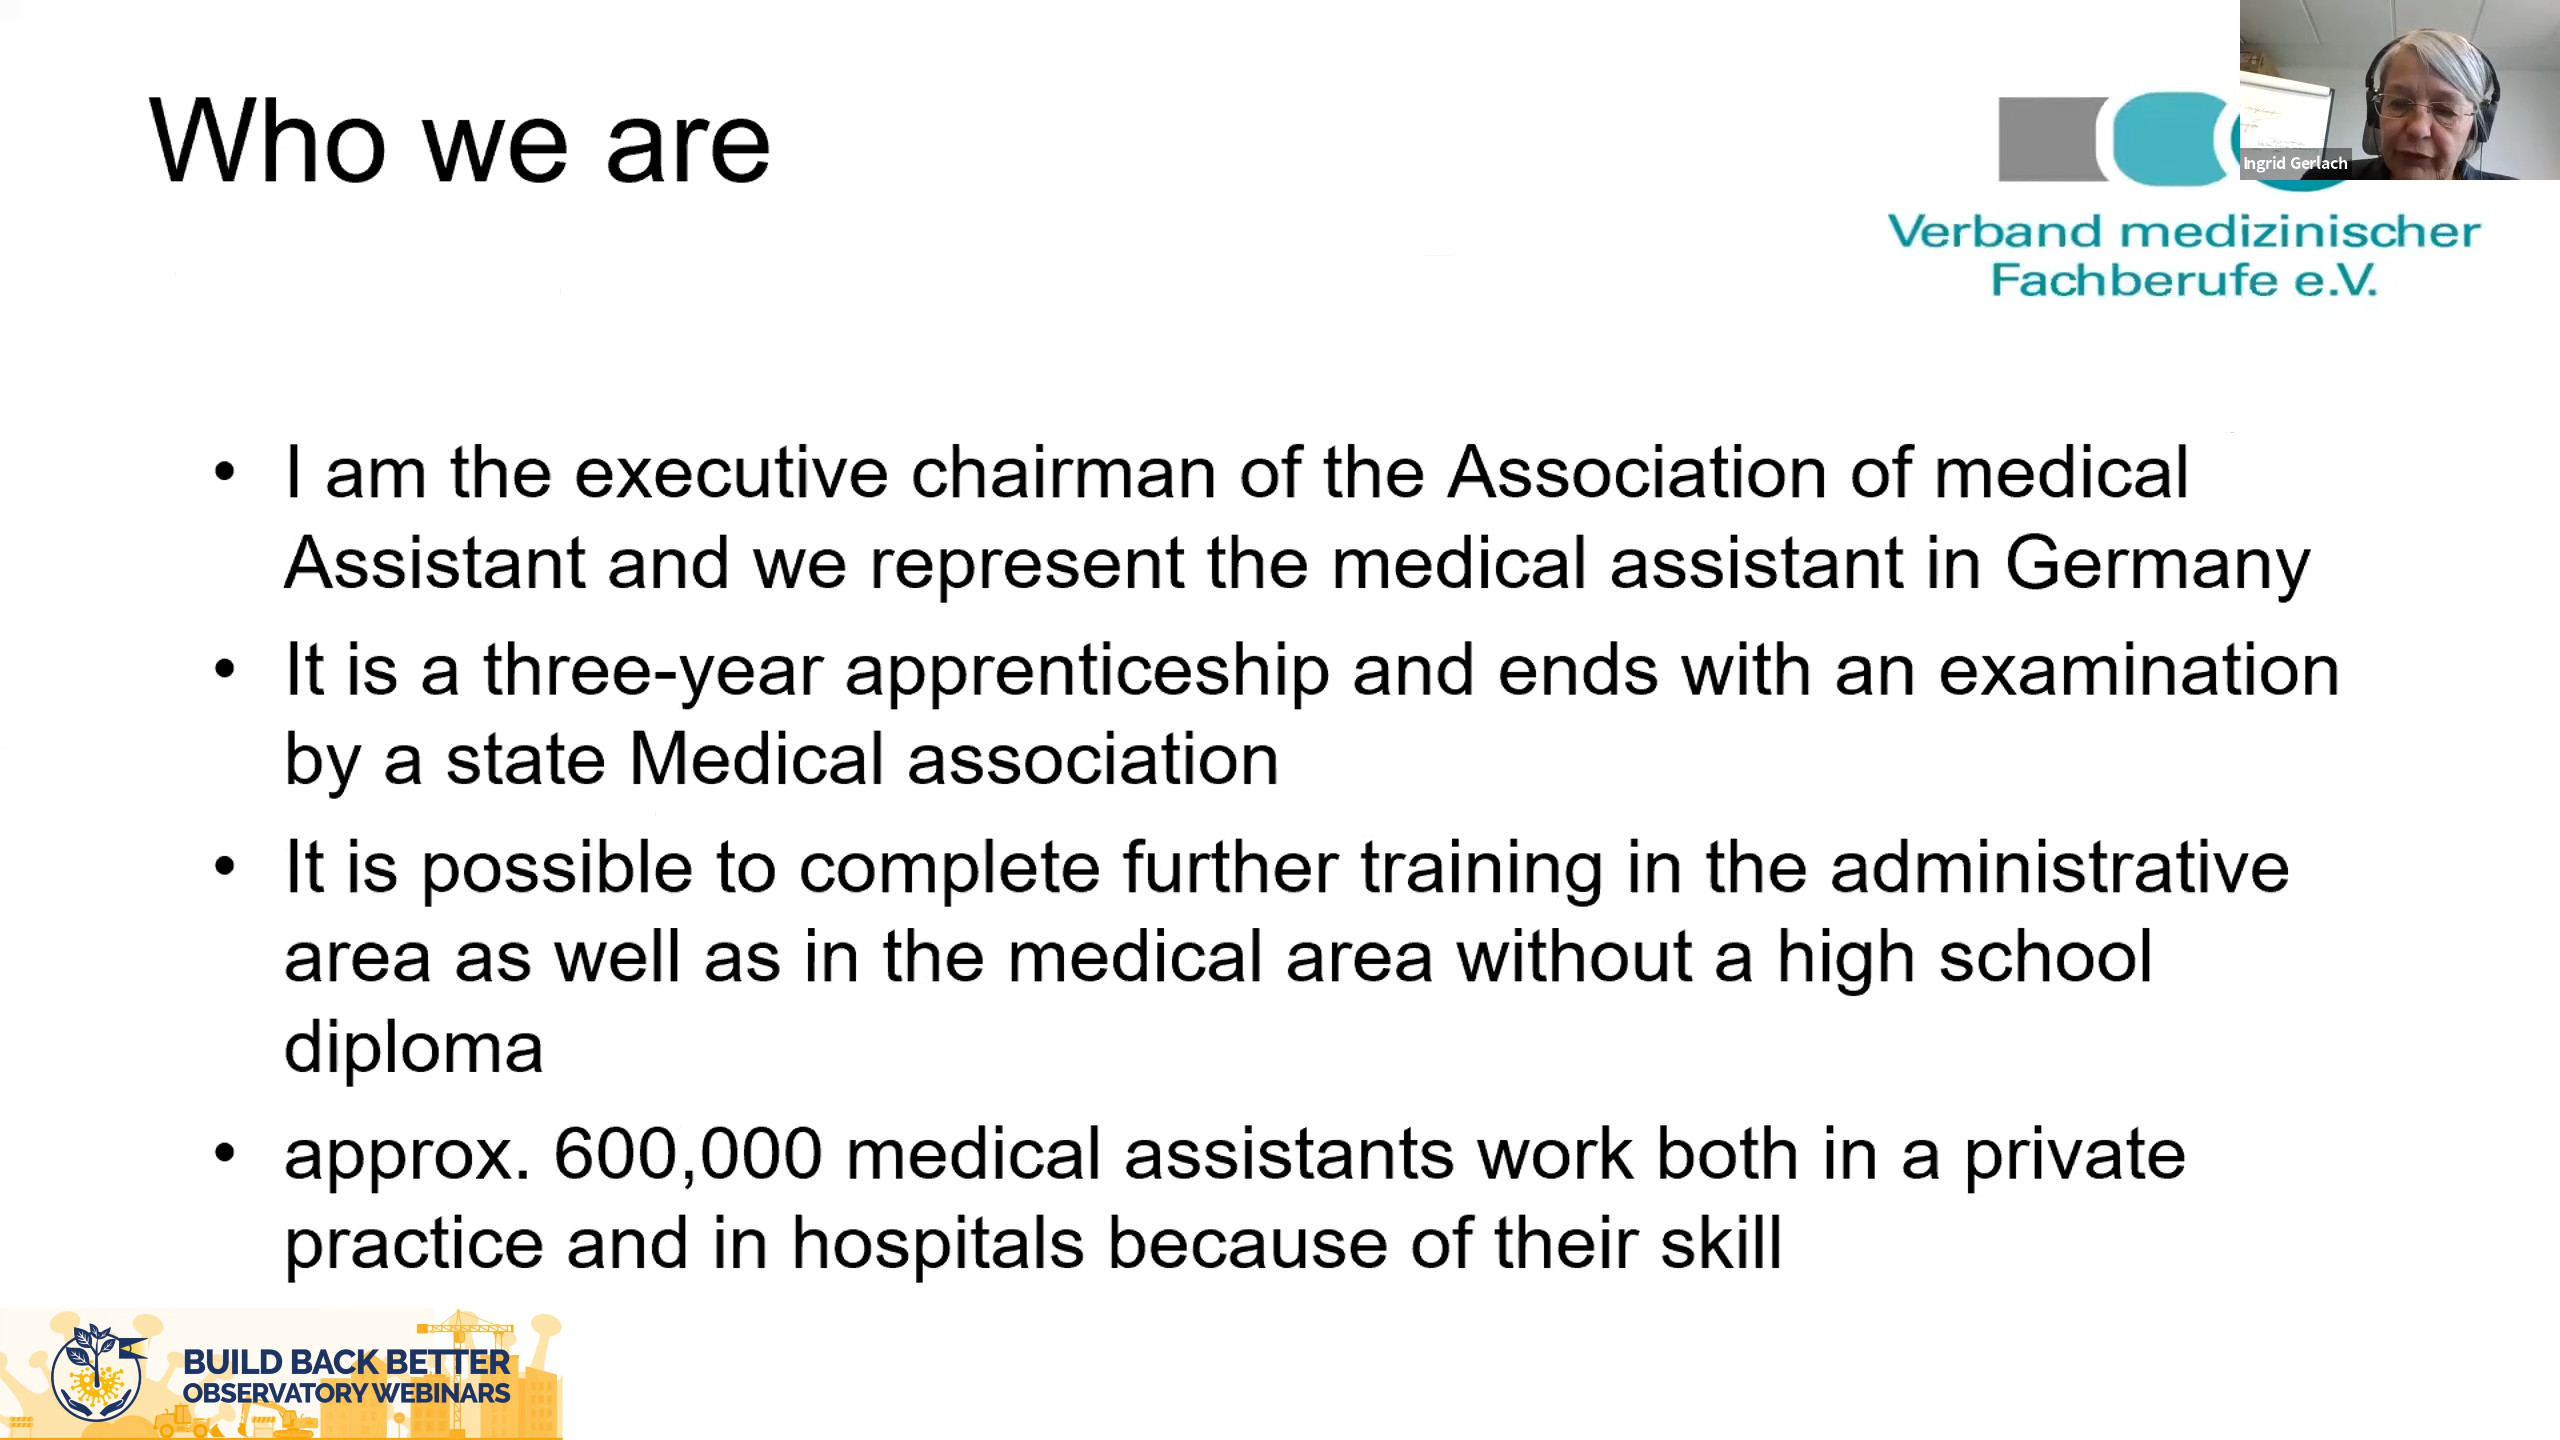 Who we are
Ingrid Gerlach
Verband medizinischer
Fachberufe e.V.
• I am the executive chairman of the Association of medical
Assistant and we represent the medical assistant in Germany
• It is a three-year apprenticeship and ends with an examination
by a state Medical association
• It is possible to complete further training in the administrative
area as well as in the medical area without a high school
diploma
• approx. 600,000 medical assistants work both in a private
practice and in hospitals because of their skill
BUILD BACK BETTER
OBSERVATORY WEBINARS